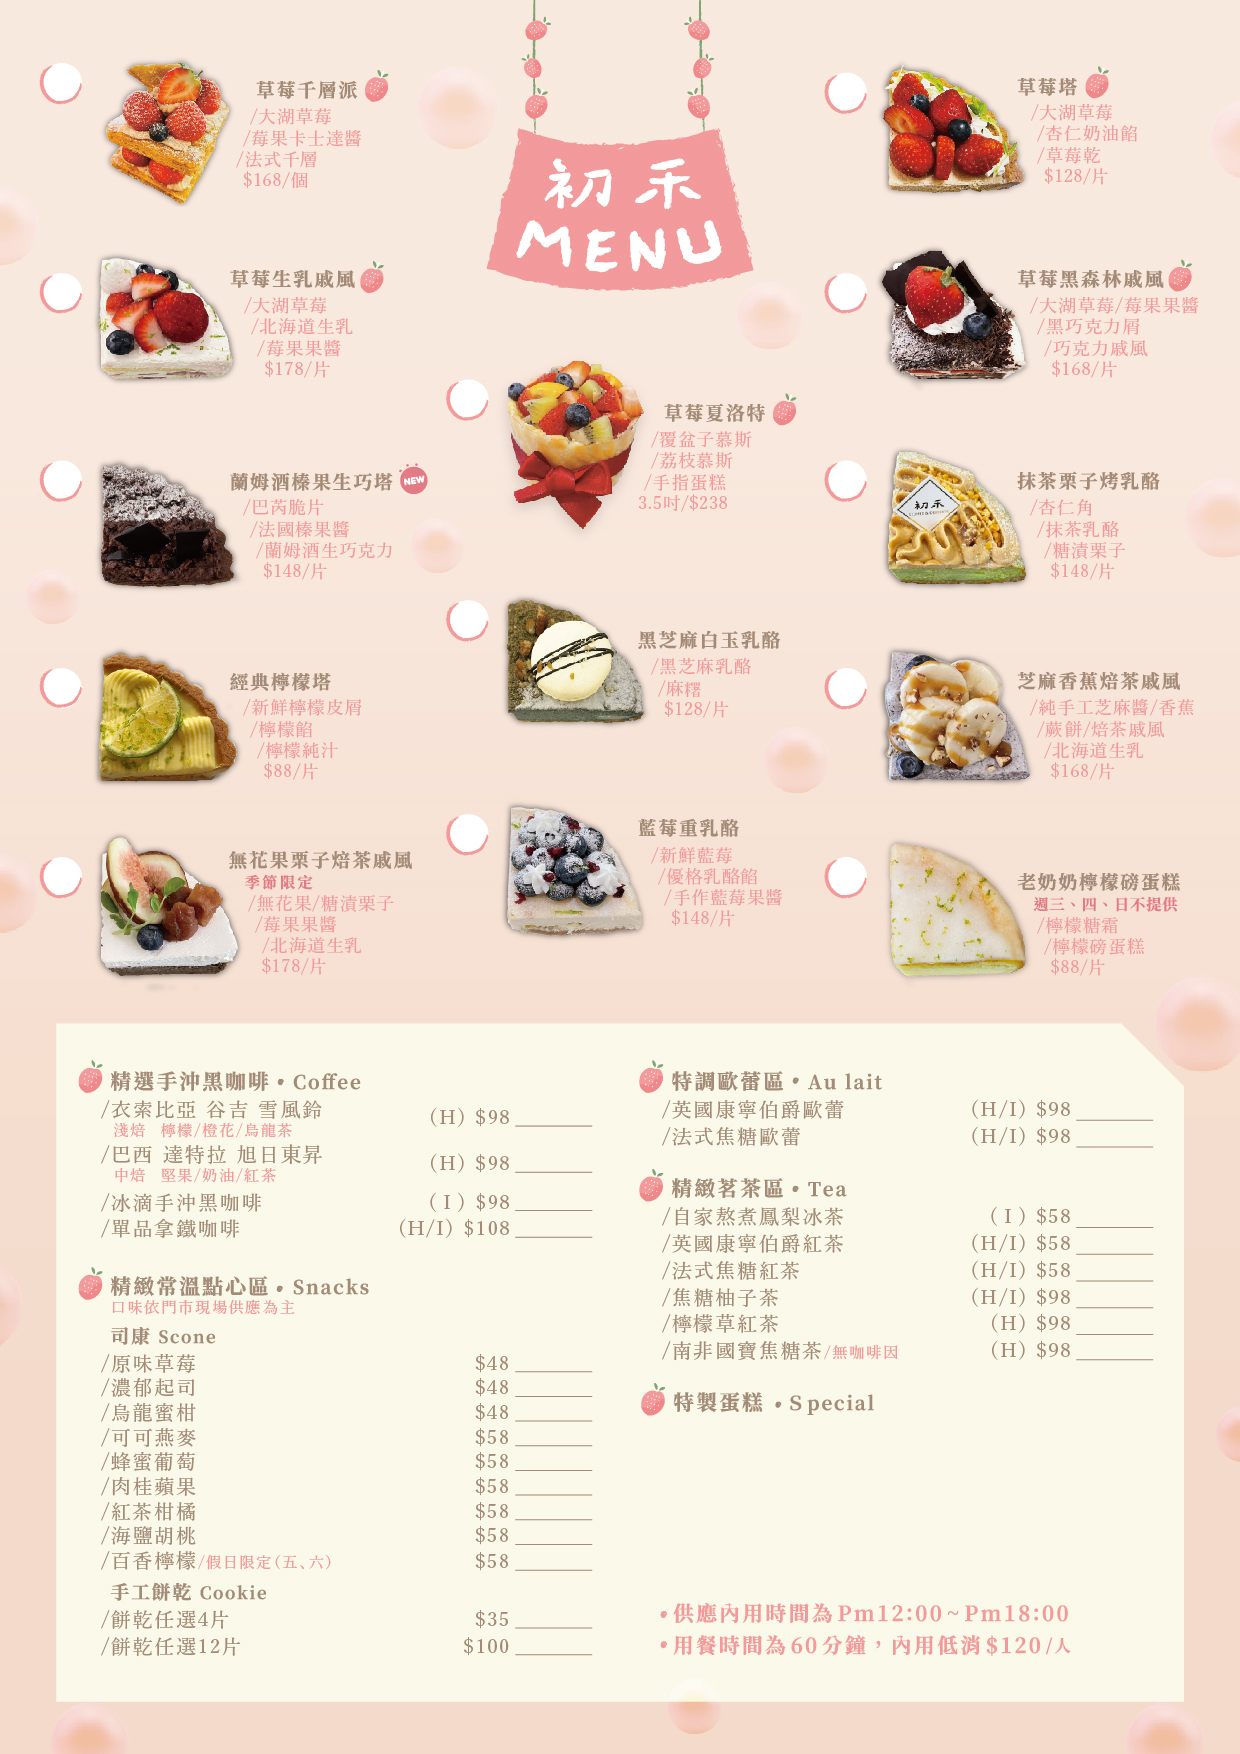 初禾
MENU
草莓千層派
/大湖草莓
/莓果卡士達醬
/法式千層
$168/個
草莓生乳戚風
/大湖草莓
/北海道生乳
/莓果果醬
$178/片
蘭姆酒榛果生巧塔
NEW
/巴芮脆片
/法國榛果醬
/蘭姆酒生巧克力
$148/片
經典檸檬塔
/新鮮檸檬皮屑
/檸檬餡
/檸檬純汁
$88/片
無花果栗子焙茶戚風
季節限定
/無花果/糖漬栗子
/莓果果醬
/北海道生乳
$178/片
草莓夏洛特
/覆盆子慕斯
/荔枝慕斯
/手指蛋糕
3.5吋/$238
黑芝麻白玉乳酪
/黑芝麻乳酪
/麻糬
$128/片
藍莓重乳酪
/新鮮藍莓
/優格乳酪餡
/手作藍莓果醬
$148/片
草莓塔
/大湖草莓
/杏仁奶油餡
/草莓乾
$128/片
草莓黑森林戚風
/大湖草莓/莓果果醬
/黑巧克力屑
/巧克力戚風
$168/片
初禾
抹茶栗子烤乳酪
/杏仁角
/抹茶乳酪
/糖漬栗子
$148/片
芝麻香蕉焙茶戚風
/純手工芝麻醬/香蕉
/蕨餅/焙茶戚風
/北海道生乳
$168/片
老奶奶檸檬磅蛋糕
週三、四、日不提供
/檸檬糖霜
/檸檬磅蛋糕
$88/片
精選手沖黑咖啡•Coffee
/衣索比亞 谷吉 雪風鈴 (H) $98
淺焙 檸檬/橙花/烏龍茶
/巴西 達特拉 旭日東昇 (H) $98
中焙 堅果/奶油/紅茶
/冰滴手沖黑咖啡 (I) $98
/單品拿鐵咖啡 (H/I) $108
精緻常溫點心區•Snacks
口味依門市現場供應為主
司康 Scone
/原味草莓 $48
/濃郁起司 $48
/烏龍蜜柑 $48
/可可燕麥 $58
/蜂蜜葡萄 $58
/肉桂蘋果 $58
/紅茶柑橘 $58
/海鹽胡桃 $58
/百香檸檬/假日限定(五、六) $58
手工餅乾 Cookie
/餅乾任選4片 $35
/餅乾任選12片 $100
特調歐蕾區•Au lait
/英國康寧伯爵歐蕾 (H/I) $98
/法式焦糖歐蕾 (H/I) $98
精緻茗茶區•Tea
/自家熬煮鳳梨冰茶 (I) $58
/英國康寧伯爵紅茶 (H/I) $58
/法式焦糖紅茶 (H/I) $58
/焦糖柚子茶 (H/I) $98
/檸檬草紅茶 (H) $98
/南非國寶焦糖茶/無咖啡因 (H) $98
特製蛋糕•Special
•供應內用時間為Pm12:00~Pm18:00
•用餐時間為60分鐘，內用低消$120/人